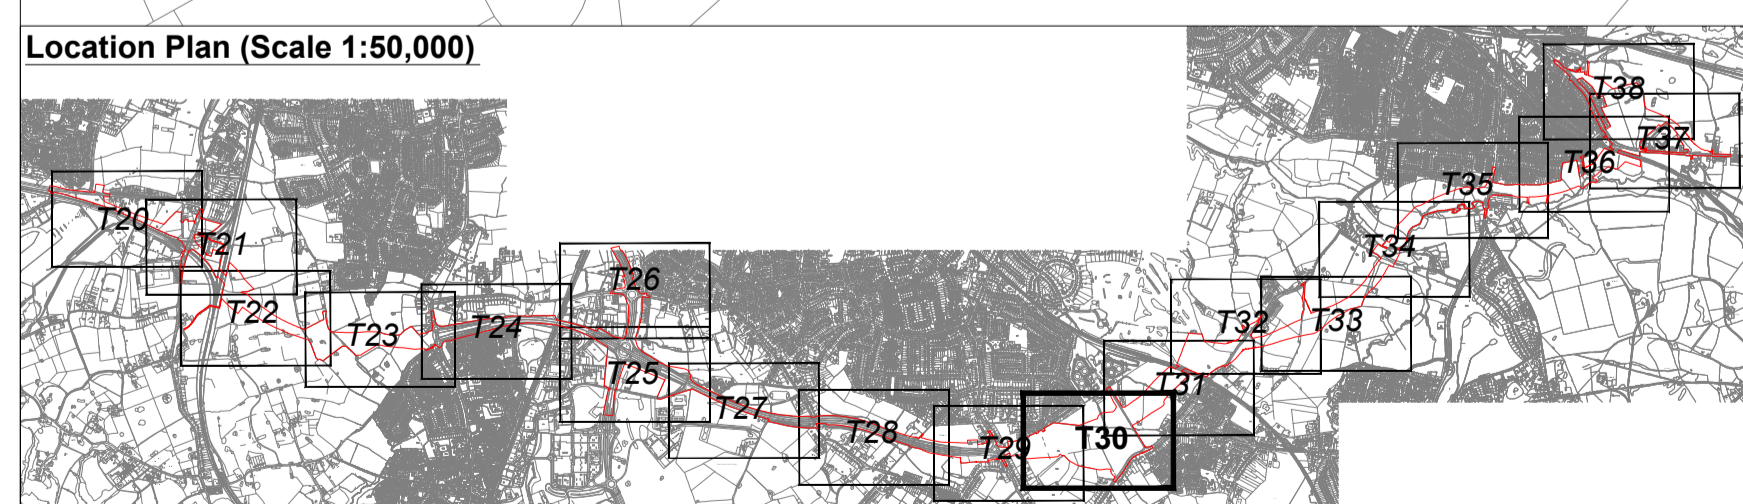 Location Plan (Scale 1:50,000)
T20
T21
T22
T23
T24
T25
T26
T27
T28
T29
T30
T31
T32
T33
T34
T35
T36
T37
T38